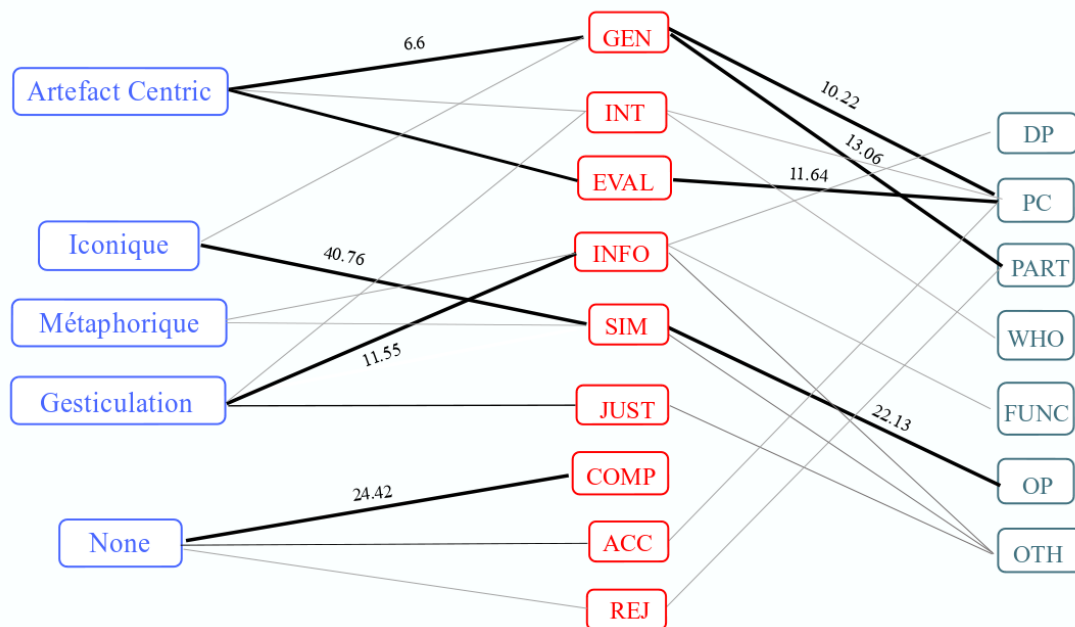 Artefact Centric
Iconique
Métaphorique
Gesticulation
None
6.6
40.76
11.55
24.42
GEN
INT
EVAL
INFO
SIM
JUST
COMP
ACC
REJ
10.22
13.06
11.64
22.13
DP
PC
PART
WHO
FUNC
OP
OTH